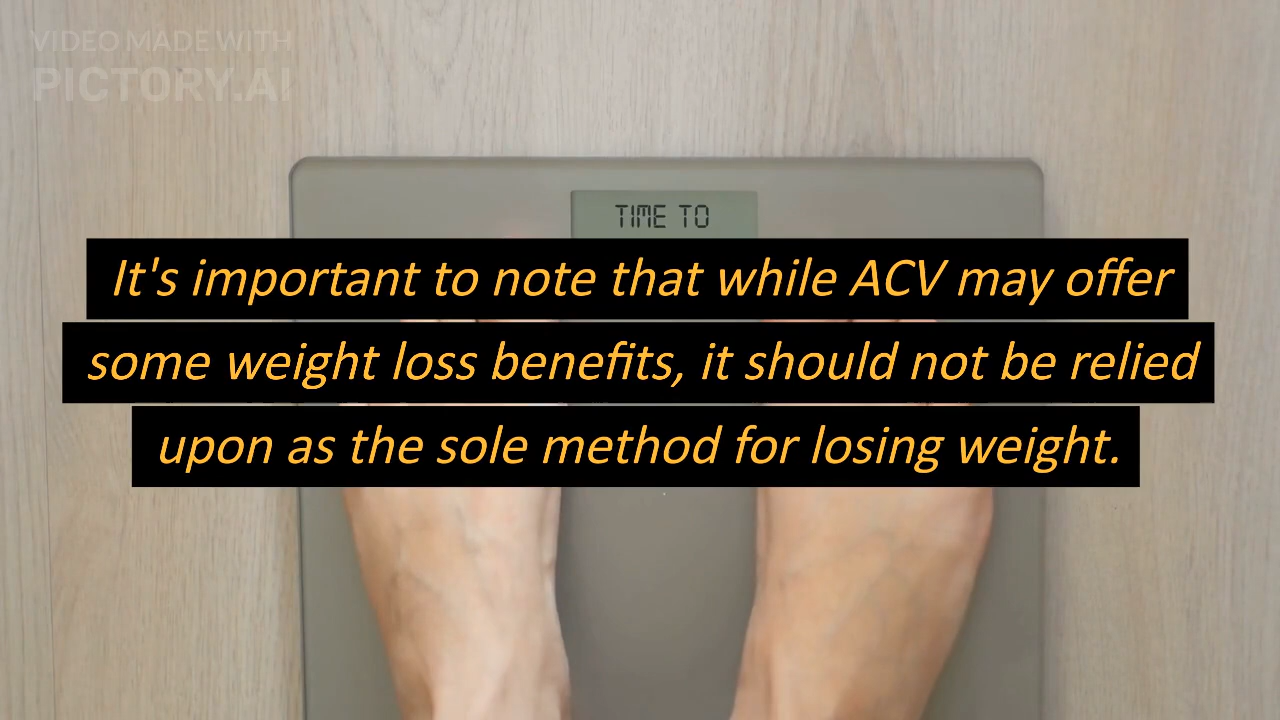 VIDEO MADE WITH
PICTORY.AI
TIME TO
It's important to note that while ACV may offer
some weight loss benefits, it should not be relied
upon as the sole method for losing weight.